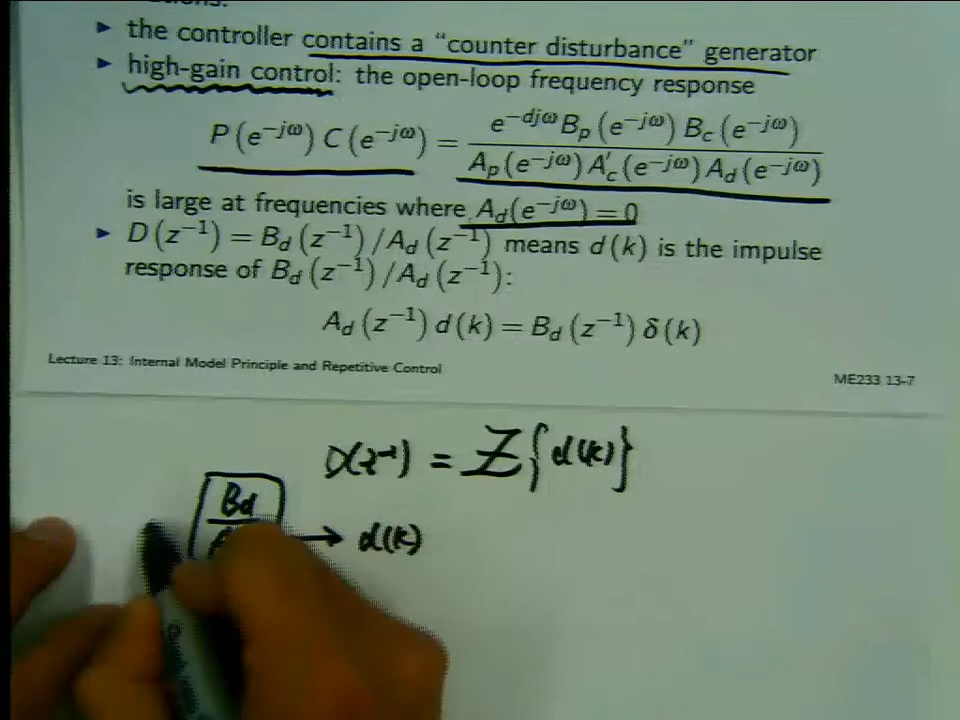 ▶ the controller contains a “counter disturbance” generator
▶ high-gain control: the open-loop frequency response
P(e^{-jω}) C(e^{-jω}) = \frac{e^{-djω} B_p(e^{-jω}) B_c(e^{-jω})}{A_p(e^{-jω}) A'_c(e^{-jω}) A_d(e^{-jω})}
is large at frequencies where A_d(e^{-jω}) = 0
▶ D(z^{-1}) = B_d(z^{-1})/A_d(z^{-1}) means d(k) is the impulse
response of B_d(z^{-1})/A_d(z^{-1}):
A_d(z^{-1}) d(k) = B_d(z^{-1}) δ(k)
Lecture 13: Internal Model Principle and Repetitive Control
ME233 13-7
D(z^{-1}) = Z{d(k)}
B_d
→ d(k)